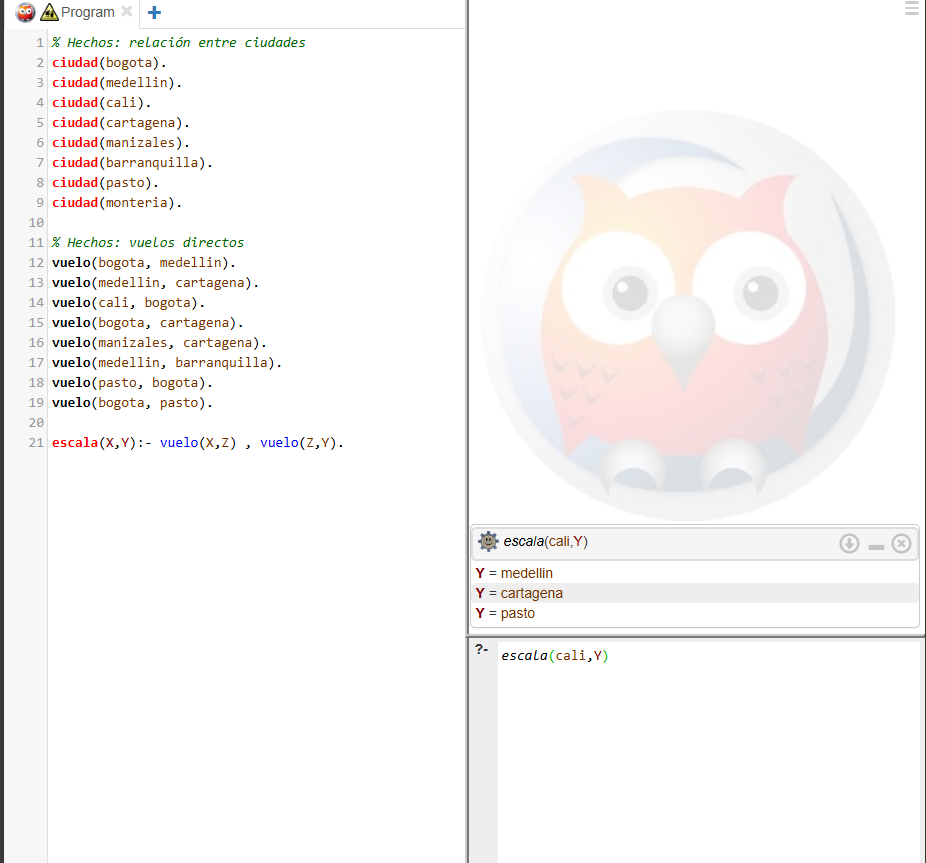 Program
% Hechos: relación entre ciudades
ciudad(bogota).
ciudad(medellin).
ciudad(cali).
ciudad(cartagena).
ciudad(manizales).
ciudad(barranquilla).
ciudad(pasto).
ciudad(monteria).
% Hechos: vuelos directos
vuelo(bogota, medellin).
vuelo(medellin, cartagena).
vuelo(cali, bogota).
vuelo(bogota, cartagena).
vuelo(manizales, cartagena).
vuelo(medellin, barranquilla).
vuelo(pasto, bogota).
vuelo(bogota, pasto).
escala(X,Y):- vuelo(X,Z) , vuelo(Z,Y).
1
2
3
4
5
6
7
8
9
10
11
12
13
14
15
16
17
18
19
20
21
escala(cali,Y)
Y = medellin
Y = cartagena
Y = pasto
?- escala(cali,Y)